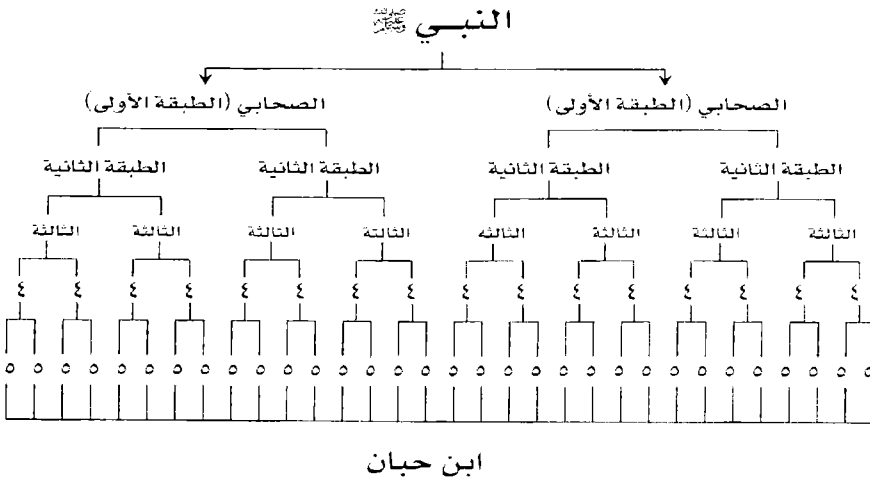 النبي ﷺ
الصحابي (الطبقة الأولى) الصحابي (الطبقة الأولى)
الطبقة الثانية الطبقة الثانية الطبقة الثانية الطبقة الثانية
الثالثة الثالثة الثالثة الثالثه الثالثة الثالثة الثالثة الثالثة
٤ ٤ ٤ ٤ ٤ ٤ ٤ ٤ ٤ ٤ ٤ ٤ ٤ ٤ ٤ ٤
٥ ٥ ٥ ٥ ٥ ٥ ٥ ٥ ٥ ٥ ٥ ٥ ٥ ٥ ٥ ٥ ٥ ٥ ٥ ٥ ٥ ٥ ٥ ٥ ٥ ٥ ٥ ٥ ٥ ٥ ٥ ٥
ابن حبان